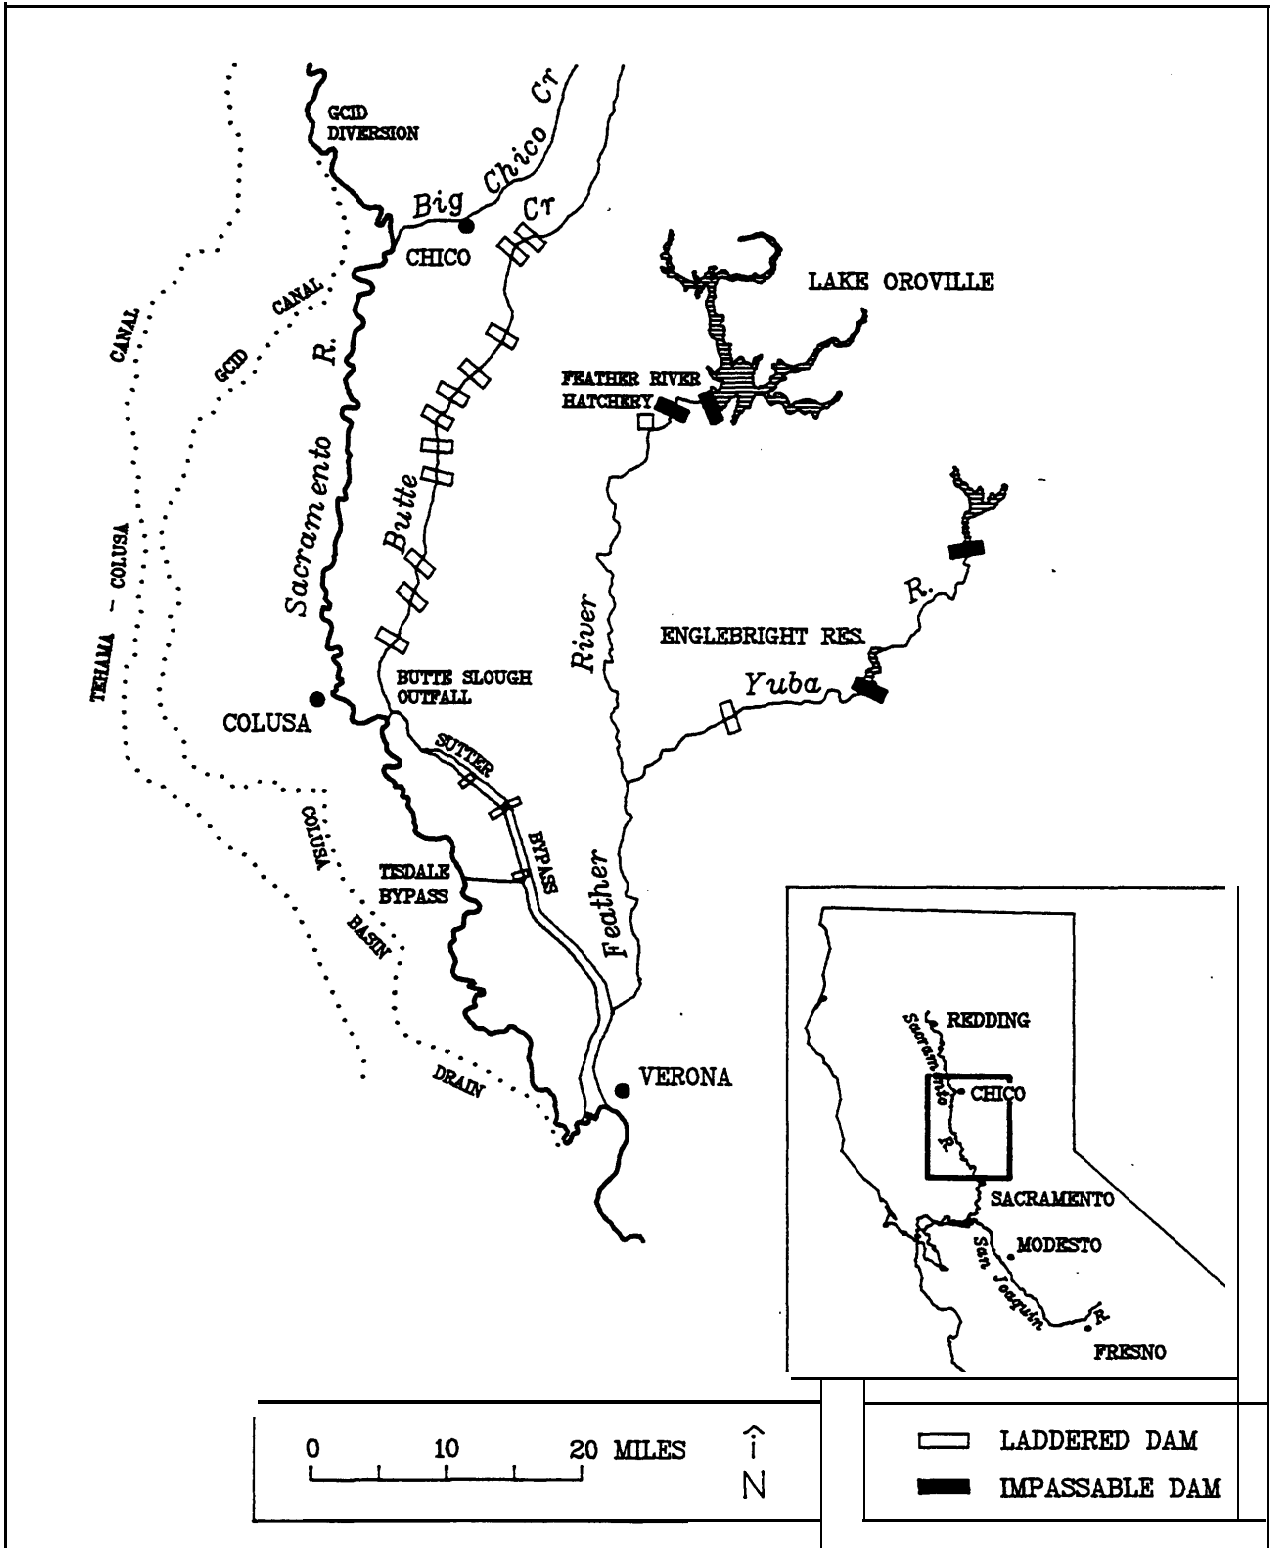 GCID
DIVERSION
Big Chico Cr
Cr
CHICO
LAKE OROVILLE
CANAL
GCID
CANAL
R.
FEATHER RIVER
HATCHERY
Sacramento
Butte
TEHAMA - COLUSA
River
R.
ENGLEBRIGHT RES.
Yuba
BUTTE SLOUGH
OUTFALL
COLUSA
SUTTER
BYPASS
COLUSA
TISDALE
BYPASS
BASIN
Feather
DRAIN
VERONA
REDDING
Sacramento
CHICO
R
SACRAMENTO
MODESTO
San Joaquin
R
FRESNO
0 10 20 MILES
N
LADDERED DAM
IMPASSABLE DAM